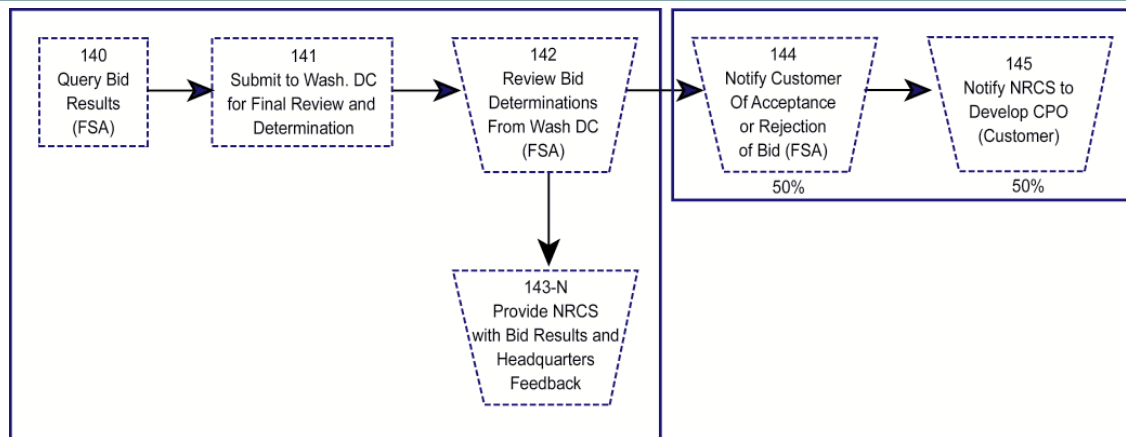 140
Query Bid
Results
(FSA)
141
Submit to Wash. DC
for Final Review and
Determination
142
Review Bid
Determinations
From Wash DC
(FSA)
144
Notify Customer
Of Acceptance
or Rejection
of Bid (FSA)
50%
145
Notify NRCS to
Develop CPO
(Customer)
50%
143-N
Provide NRCS
with Bid Results and
Headquarters
Feedback